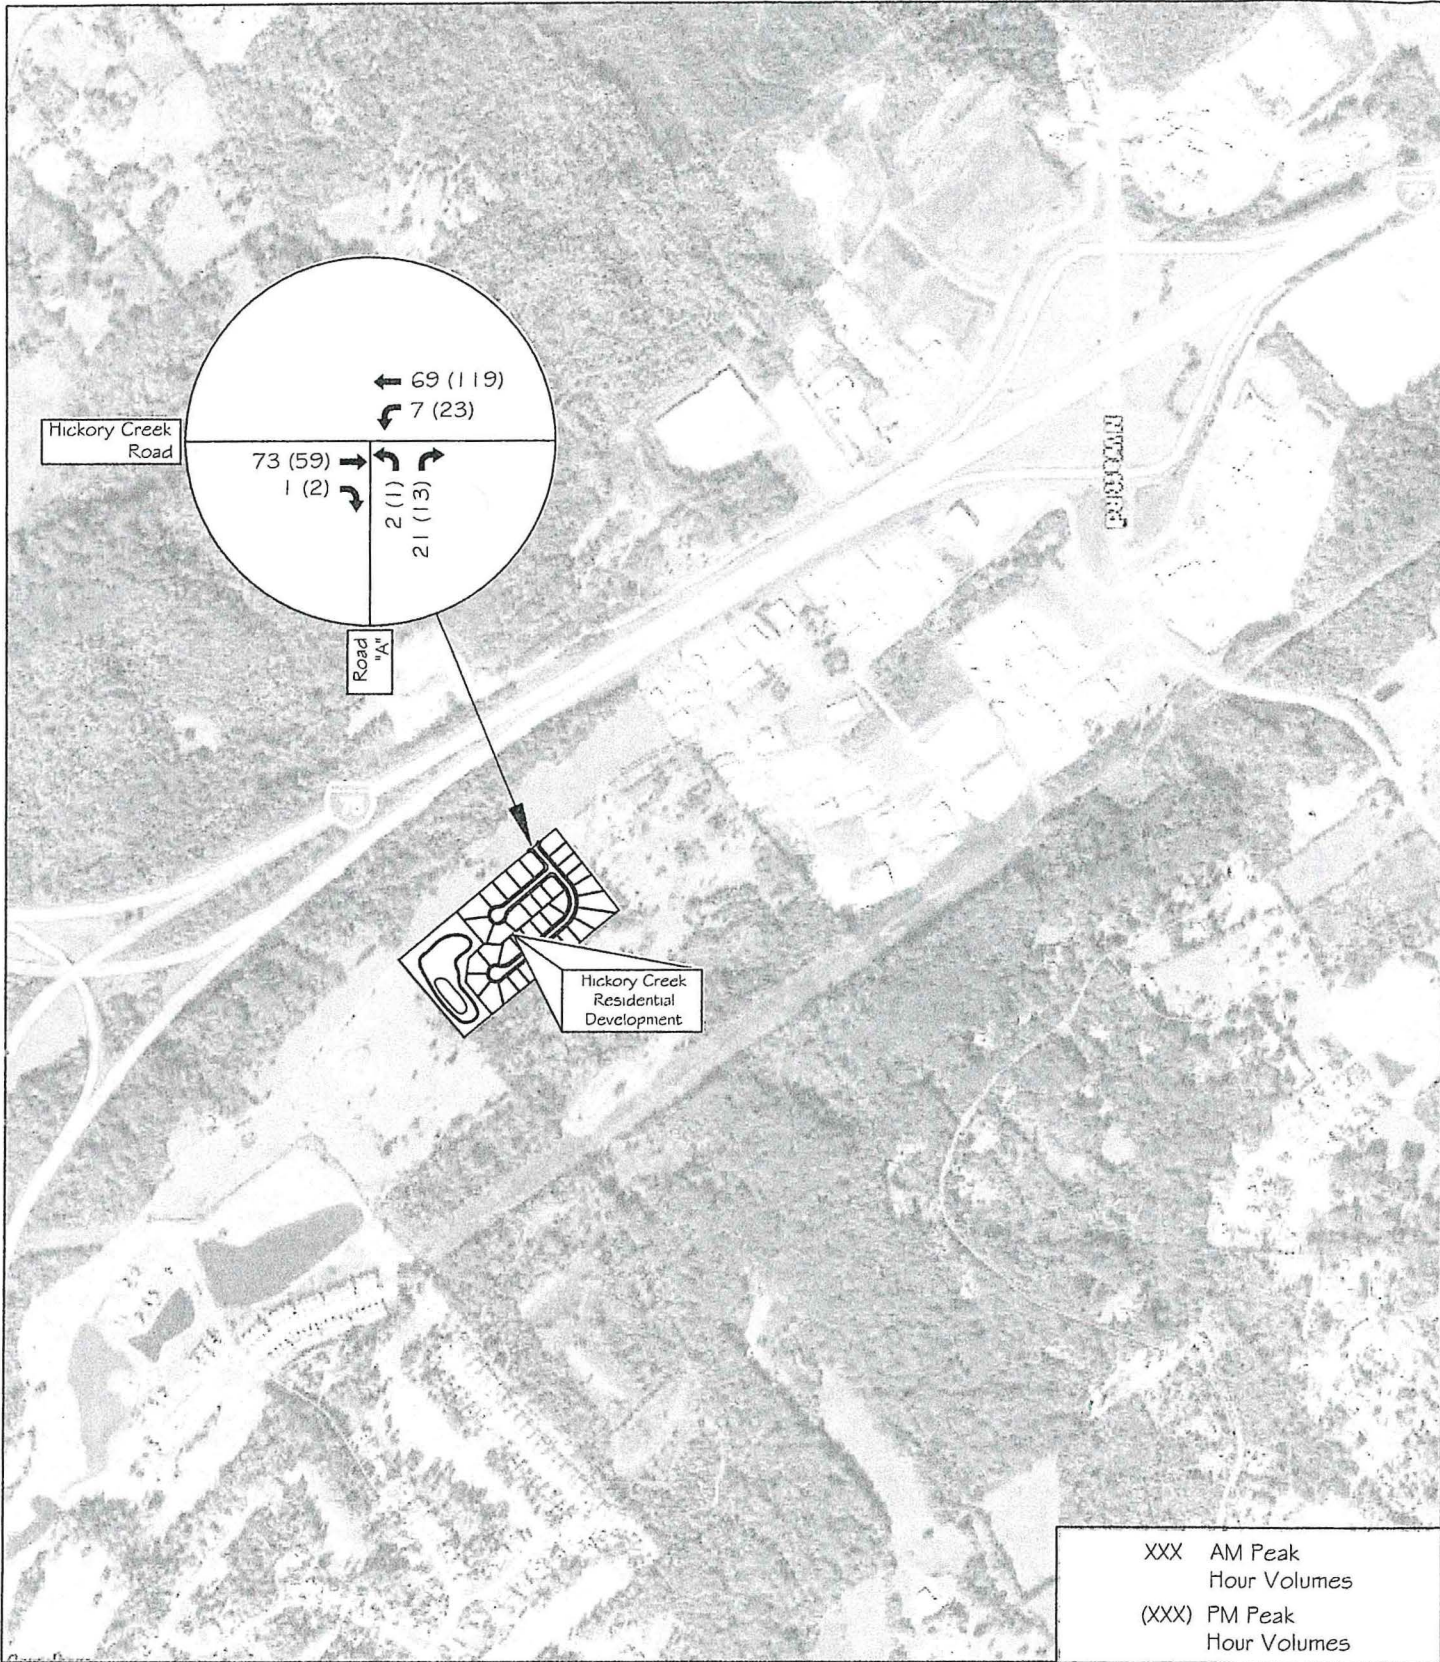 69 (119)
7 (23)
Hickory Creek
Road
73 (59)
1 (2)
2 (1)
21 (13)
Road
"A"
Hickory Creek
Residential
Development
XXX AM Peak
Hour Volumes
(XXX) PM Peak
Hour Volumes